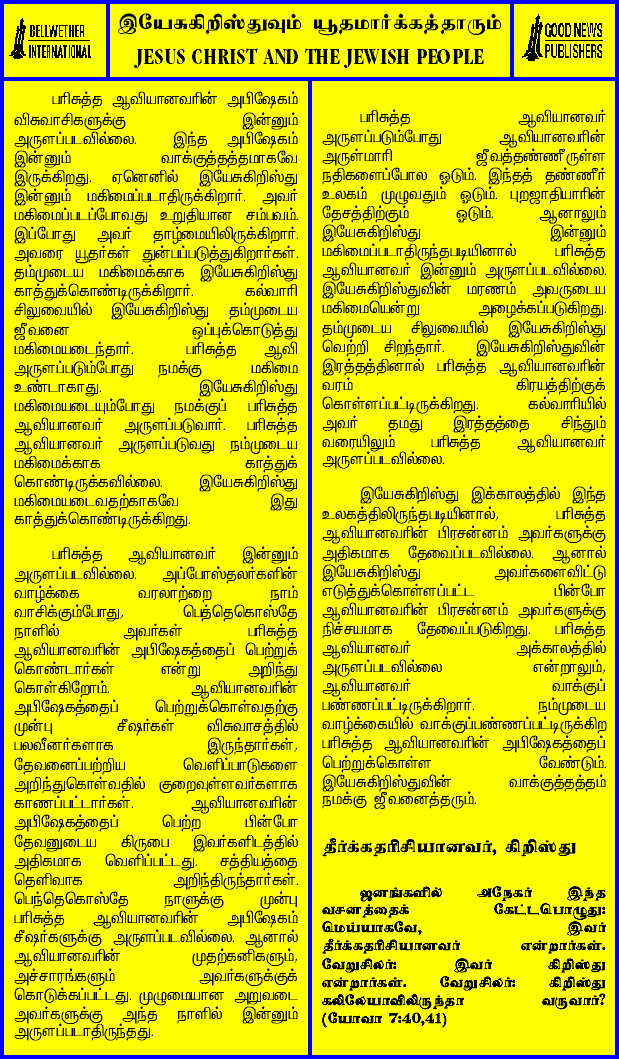 BELLWETHER
INTERNATIONAL
இயேசுகிறிஸ்துவும் யூதமார்க்கத்தாரும்
JESUS CHRIST AND THE JEWISH PEOPLE
GOOD NEWS
PUBLISHERS
பரிசுத்த ஆவியானவரின் அபிஷேகம்
விசுவாசிகளுக்கு இன்னும்
அருளப்படவில்லை. இந்த அபிஷேகம்
இன்னும் வாக்குத்தத்தமாகவே
இருக்கிறது. ஏனெனில் இயேசுகிறிஸ்து
இன்னும் மகிமைப்படாதிருக்கிறார். அவர்
மகிமைப்படப்போவது உறுதியான சம்பவம்.
இப்போது அவர் தாழ்மையிலிருக்கிறார்.
அவரை யூதர்கள் துன்பப்படுத்துகிறார்கள்.
தம்முடைய மகிமைக்காக இயேசுகிறிஸ்து
காத்துக்கொண்டிருக்கிறார். கல்வாரி
சிலுவையில் இயேசுகிறிஸ்து தம்முடைய
ஜீவனை ஒப்புக்கொடுத்து
மகிமையடைந்தார். பரிசுத்த ஆவி
அருளப்படும்போது நமக்கு மகிமை
உண்டாகாது. இயேசுகிறிஸ்து
மகிமையடையும்போது நமக்குப் பரிசுத்த
ஆவியானவர் அருளப்படுவார். பரிசுத்த
ஆவியானவர் அருளப்படுவது நம்முடைய
மகிமைக்காக காத்துக்
கொண்டிருக்கவில்லை. இயேசுகிறிஸ்து
மகிமையடைவதற்காகவே இது
காத்துக்கொண்டிருக்கிறது.
பரிசுத்த ஆவியானவர் இன்னும்
அருளப்படவில்லை. அப்போஸ்தலர்களின்
வாழ்க்கை வரலாற்றை நாம்
வாசிக்கும்போது, பெந்தெகொஸ்தே
நாளில் அவர்கள் பரிசுத்த
ஆவியானவரின் அபிஷேகத்தைப் பெற்றுக்
கொண்டார்கள் என்று அறிந்து
கொள்கிறோம். ஆவியானவரின்
அபிஷேகத்தைப் பெற்றுக்கொள்வதற்கு
முன்பு சீஷர்கள் விசுவாசத்தில்
பலவீனர்களாக இருந்தார்கள்,
தேவனைப்பற்றிய வெளிப்பாடுகளை
அறிந்துகொள்வதில் குறைவுள்ளவர்களாக
காணப்பட்டார்கள். ஆவியானவரின்
அபிஷேகத்தைப் பெற்ற பின்போ
தேவனுடைய கிருபை இவர்களிடத்தில்
அதிகமாக வெளிப்பட்டது. சத்தியத்தை
தெளிவாக அறிந்திருந்தார்கள்.
பெந்தெகொஸ்தே நாளுக்கு முன்பு
பரிசுத்த ஆவியானவரின் அபிஷேகம்
சீஷர்களுக்கு அருளப்படவில்லை. ஆனால்
ஆவியானவரின் முதற்கனிகளும்,
அச்சாரங்களும் அவர்களுக்குக்
கொடுக்கப்பட்டது. முழுமையான அறுவடை
அவர்களுக்கு அந்த நாளில் இன்னும்
அருளப்படாதிருந்தது.
பரிசுத்த ஆவியானவர்
அருளப்படும்போது ஆவியானவரின்
அருள்மாரி ஜீவத்தண்ணீருள்ள
நதிகளைப்போல ஓடும். இந்தத் தண்ணீர்
உலகம் முழுவதும் ஓடும். புறஜாதியாரின்
தேசத்திற்கும் ஓடும். ஆனாலும்
இயேசுகிறிஸ்து இன்னும்
மகிமைப்படாதிருந்தபடியினால் பரிசுத்த
ஆவியானவர் இன்னும் அருளப்படவில்லை.
இயேசுகிறிஸ்துவின் மரணம் அவருடைய
மகிமையென்று அழைக்கப்படுகிறது.
தம்முடைய சிலுவையில் இயேசுகிறிஸ்து
வெற்றி சிறந்தார். இயேசுகிறிஸ்துவின்
இரத்தத்தினால் பரிசுத்த ஆவியானவரின்
வரம் கிரயத்திற்குக்
கொள்ளப்பட்டிருக்கிறது. கல்வாரியில்
அவர் தமது இரத்தத்தை சிந்தும்
வரையிலும் பரிசுத்த ஆவியானவர்
அருளப்படவில்லை.
இயேசுகிறிஸ்து இக்காலத்தில் இந்த
உலகத்திலிருந்தபடியினால், பரிசுத்த
ஆவியானவரின் பிரசன்னம் அவர்களுக்கு
அதிகமாக தேவைப்படவில்லை. ஆனால்
இயேசுகிறிஸ்து அவர்களைவிட்டு
எடுத்துக்கொள்ளப்பட்ட பின்போ
ஆவியானவரின் பிரசன்னம் அவர்களுக்கு
நிச்சயமாக தேவைப்படுகிறது. பரிசுத்த
ஆவியானவர் அக்காலத்தில்
அருளப்படவில்லை என்றாலும்,
ஆவியானவர் வாக்குப்
பண்ணப்பட்டிருக்கிறார். நம்முடைய
வாழ்க்கையில் வாக்குப்பண்ணப்பட்டிருக்கிற
பரிசுத்த ஆவியானவரின் அபிஷேகத்தைப்
பெற்றுக்கொள்ள வேண்டும்.
இயேசுகிறிஸ்துவின் வாக்குத்தத்தம்
நமக்கு ஜீவனைத்தரும்.
தீர்க்கதரிசியானவர், கிறிஸ்து
ஜனங்களில் அநேகர் இந்த
வசனத்தைக் கேட்டபொழுது:
மெய்யாகவே, இவர்
தீர்க்கதரிசியானவர் என்றார்கள்.
வேறுசிலர்: இவர் கிறிஸ்து
என்றார்கள். வேறுசிலர்: கிறிஸ்து
கலிலேயாவிலிருந்தா வருவார்?
(யோவா 7:40,41)